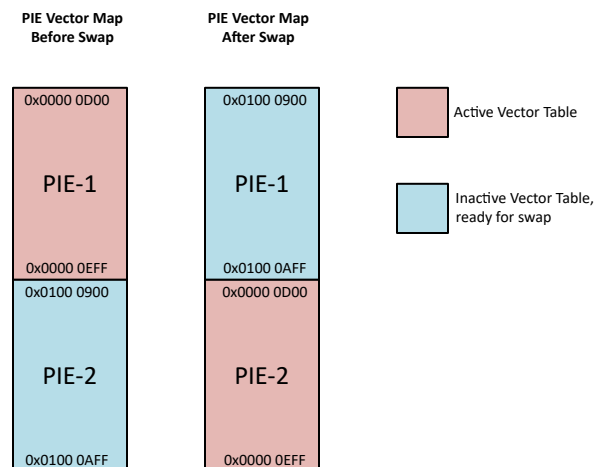 PIE Vector Map
Before Swap
PIE Vector Map
After Swap
0x0000 0D00
PIE-1
0x0000 0EFF
0x0100 0900
PIE-2
0x0100 0AFF
0x0100 0900
PIE-1
0x0100 0AFF
0x0000 0D00
PIE-2
0x0000 0EFF
Active Vector Table
Inactive Vector Table,
ready for swap